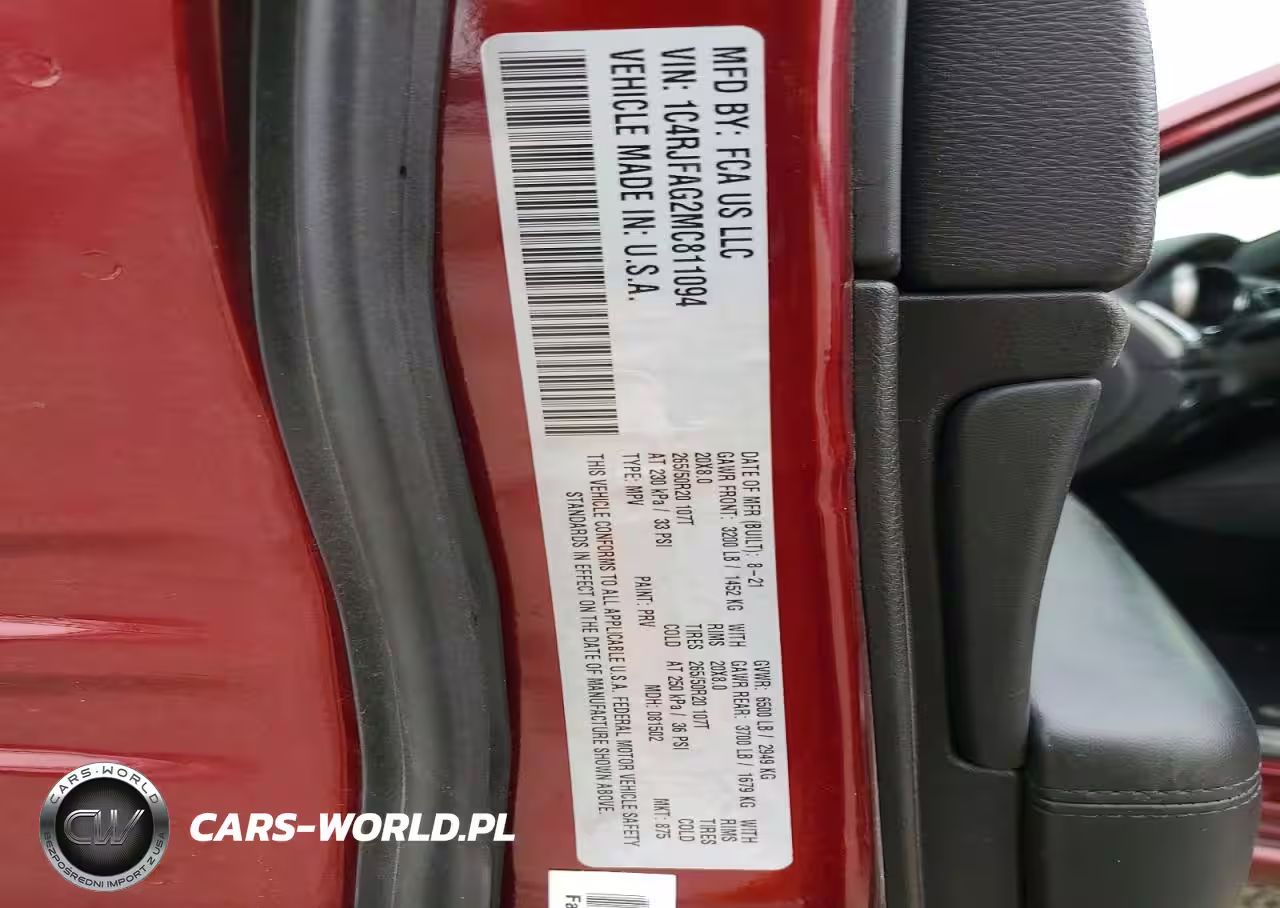 MFD BY: FCA US LLC
VIN: 1C4RJFAG2MC811094
VEHICLE MADE IN: U.S.A.
DATE OF MFR (BUILT): 8-21 GVWR: 6500 LB / 2949 KG
GAWR FRONT: 3200 LB / 1452 KG WITH GAWR REAR: 3700 LB / 1679 KG WITH
20X8.0 RIMS 20X8.0 RIMS
265/50R20 107T TIRES 265/50R20 107T TIRES
AT 230 kPa / 33 PSI COLD AT 250 kPa / 36 PSI COLD
TYPE: MPV PAINT: PRV MDH: 081502 MKT: 875
THIS VEHICLE CONFORMS TO ALL APPLICABLE U.S.A. FEDERAL MOTOR VEHICLE SAFETY
STANDARDS IN EFFECT ON THE DATE OF MANUFACTURE SHOWN ABOVE.
Fa
CARS-WORLD
CW
BEZPOŚREDNI IMPORT Z USA
CARS-WORLD.PL